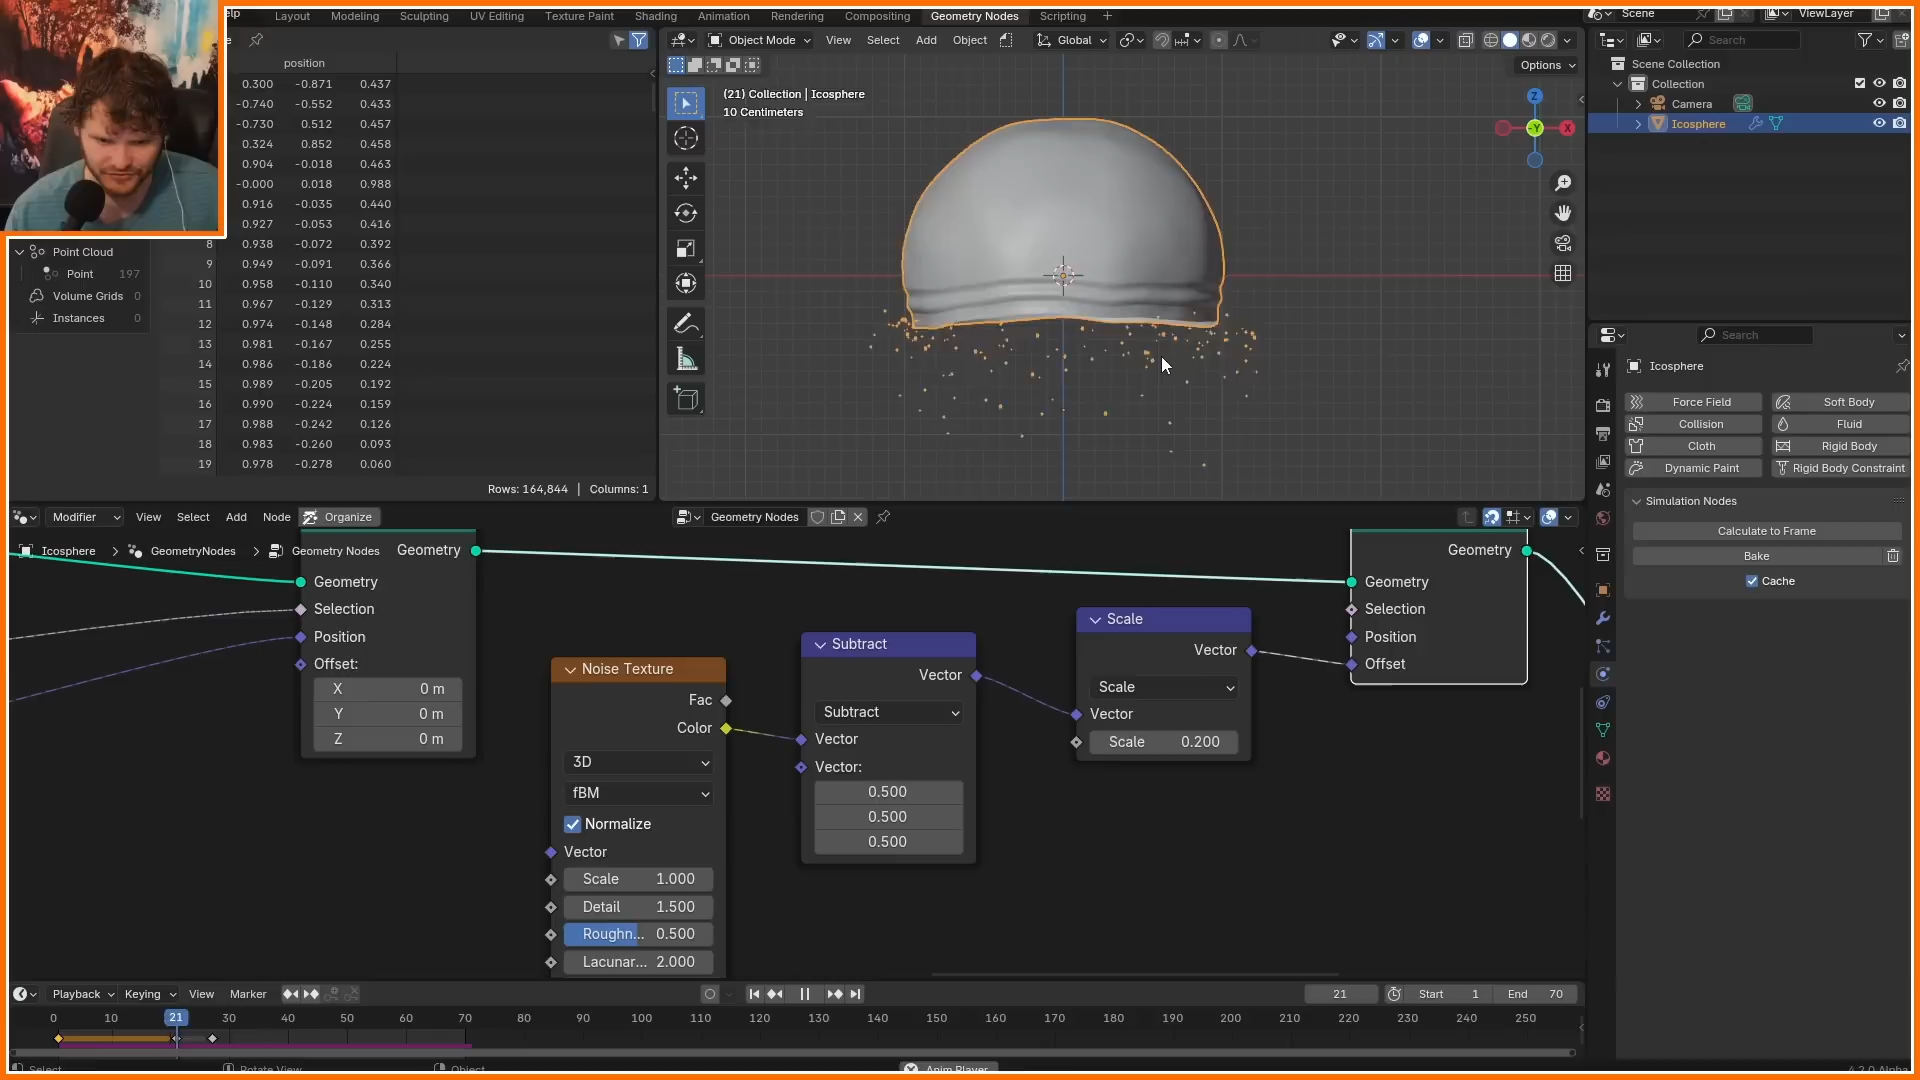 elp
Layout
Modeling
Sculpting
UV Editing
Texture Paint
Shading
Animation
Rendering
Compositing
Geometry Nodes
Scripting
+
Scene
ViewLayer
e
position
0.300 -0.871 0.437
-0.740 -0.552 0.433
-0.730 0.512 0.457
0.324 0.852 0.458
0.904 -0.018 0.463
-0.000 0.018 0.988
0.916 -0.035 0.440
0.927 -0.053 0.416
8 0.938 -0.072 0.392
9 0.949 -0.091 0.366
10 0.958 -0.110 0.340
11 0.967 -0.129 0.313
12 0.974 -0.148 0.284
13 0.981 -0.167 0.255
14 0.986 -0.186 0.224
15 0.989 -0.205 0.192
16 0.990 -0.224 0.159
17 0.988 -0.242 0.126
18 0.983 -0.260 0.093
19 0.978 -0.278 0.060
Point Cloud
Point 197
Volume Grids 0
Instances 0
Rows: 164,844 | Columns: 1
Object Mode
View
Select
Add
Object
Global
Options
(21) Collection | Icosphere
10 Centimeters
Z
Y
X
Search
Scene Collection
Collection
Camera
Icosphere
Search
Icosphere
Force Field
Soft Body
Collision
Fluid
Cloth
Rigid Body
Dynamic Paint
Rigid Body Constraint
Simulation Nodes
Calculate to Frame
Bake
Cache
Modifier
View
Select
Add
Node
Organize
Geometry Nodes
Icosphere > GeometryNodes > Geometry Nodes
Geometry
Geometry
Selection
Position
Offset:
X 0 m
Y 0 m
Z 0 m
Noise Texture
Fac
Color
3D
fBM
Normalize
Vector
Scale 1.000
Detail 1.500
Roughn... 0.500
Lacunar... 2.000
Subtract
Vector
Subtract
Vector
Vector:
0.500
0.500
0.500
Scale
Vector
Scale
Vector
Scale 0.200
Geometry
Geometry
Selection
Position
Offset
Playback
Keying
View
Marker
21
Start 1
End 70
0 10 21 30 40 50 60 70 80 90 100 110 120 130 140 150 160 170 180 190 200 210 220 230 240 250
Select
Rotate View
Object
Anim Player
4.2.0 Alpha